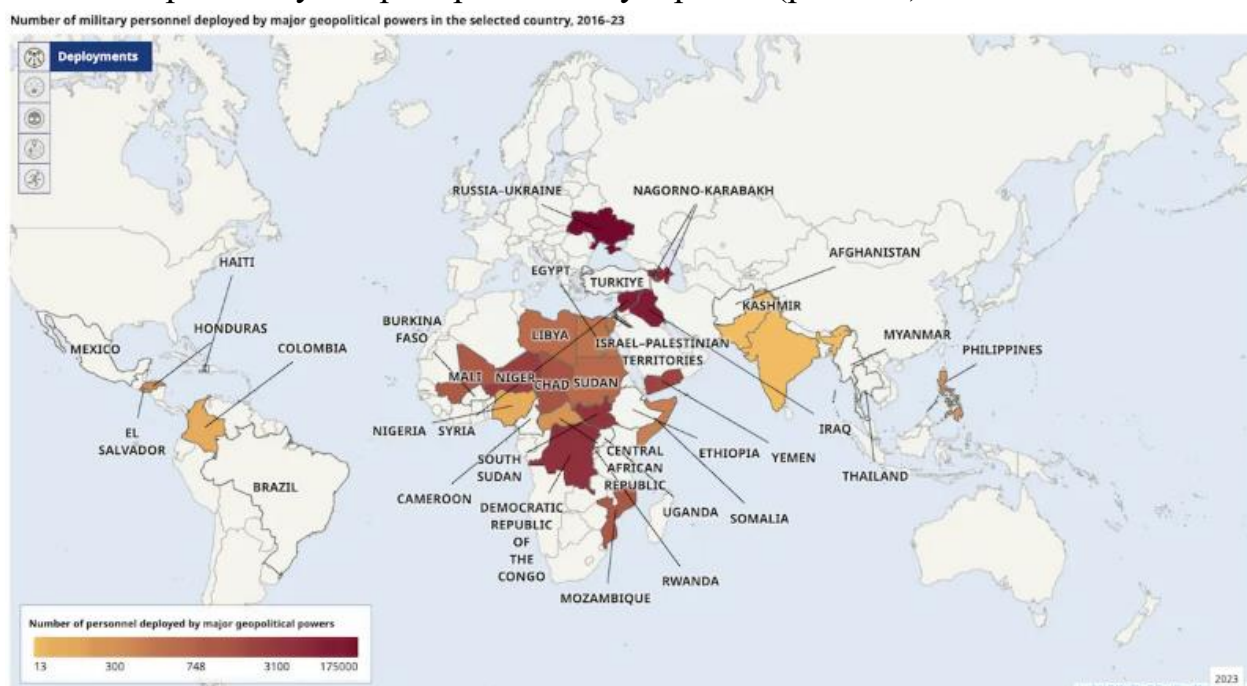 Number of military personnel deployed by major geopolitical powers in the selected country, 2016–23
Deployments
RUSSIA–UKRAINE
NAGORNO-KARABAKH
AFGHANISTAN
HAITI
EGYPT
TURKIYE
KASHMIR
HONDURAS
BURKINA
FASO
LIBYA
ISRAEL–PALESTINIAN
TERRITORIES
MYANMAR
MEXICO
COLOMBIA
PHILIPPINES
MALI
NIGER
CHAD
SUDAN
NIGERIA
SYRIA
IRAQ
EL
SALVADOR
SOUTH
SUDAN
CENTRAL
AFRICAN
REPUBLIC
ETHIOPIA
YEMEN
THAILAND
BRAZIL
CAMEROON
DEMOCRATIC
REPUBLIC
OF
THE
CONGO
UGANDA
SOMALIA
RWANDA
MOZAMBIQUE
Number of personnel deployed by major geopolitical powers
13 300 748 3100 175000
2023